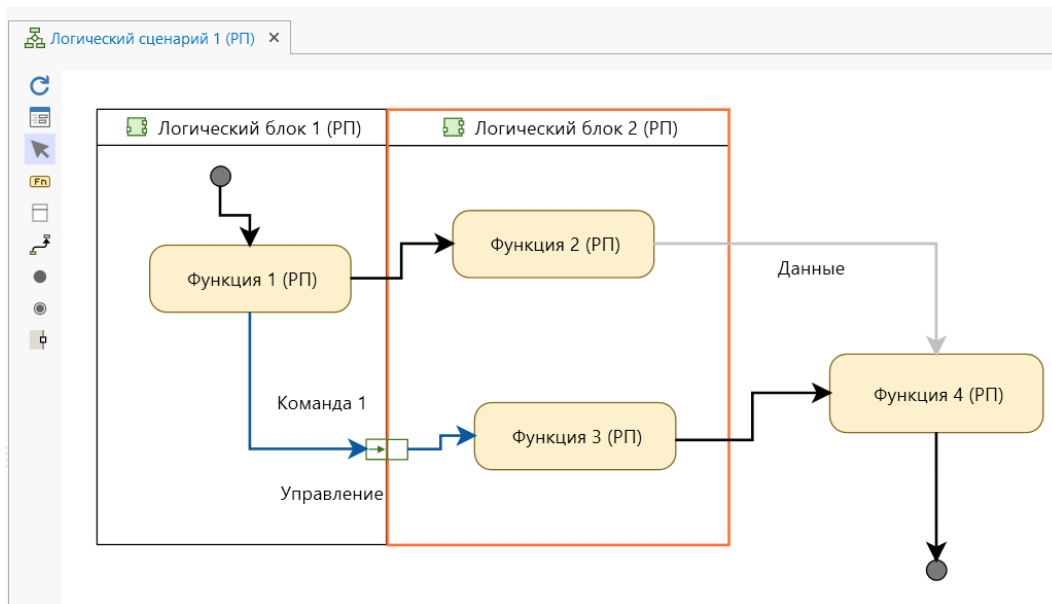 Логический сценарий 1 (РП)
Fn
Логический блок 1 (РП)
Логический блок 2 (РП)
Функция 2 (РП)
Данные
Функция 1 (РП)
Функция 4 (РП)
Команда 1
Функция 3 (РП)
Управление